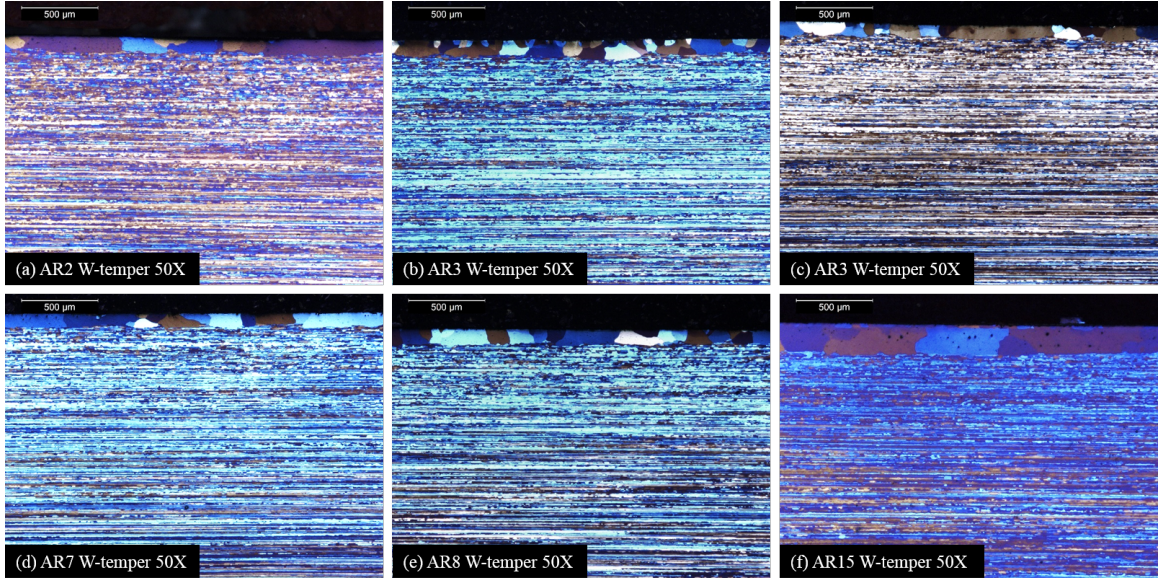 500 µm
500 µm
500 µm
(a) AR2 W-temper 50X
(b) AR3 W-temper 50X
(c) AR3 W-temper 50X
500 µm
500 µm
500 µm
(d) AR7 W-temper 50X
(e) AR8 W-temper 50X
(f) AR15 W-temper 50X